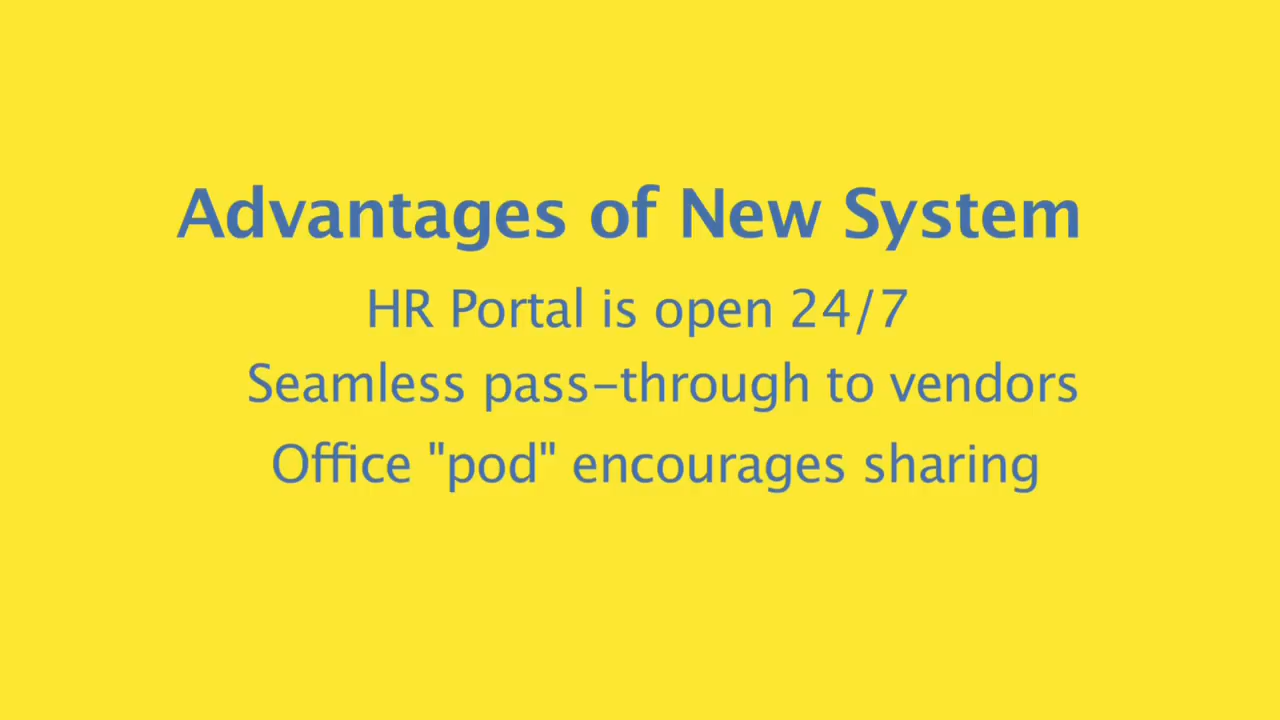 Advantages of New System
HR Portal is open 24/7
Seamless pass-through to vendors
Office "pod" encourages sharing